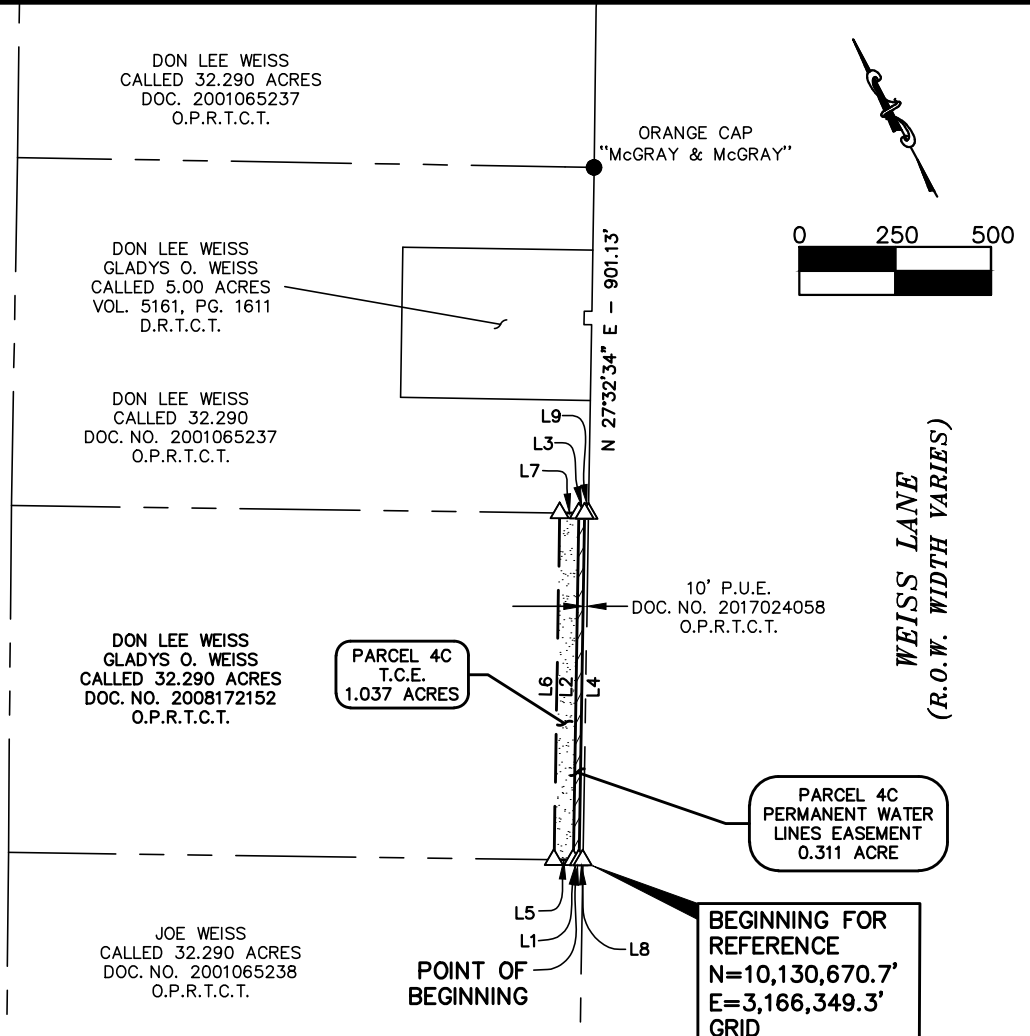 DON LEE WEISS
CALLED 32.290 ACRES
DOC. 2001065237
O.P.R.T.C.T.
ORANGE CAP
"McGRAY & McGRAY"
0 250 500
DON LEE WEISS
GLADYS O. WEISS
CALLED 5.00 ACRES
VOL. 5161, PG. 1611
D.R.T.C.T.
N 27°32'34" E - 901.13'
DON LEE WEISS
CALLED 32.290
DOC. NO. 2001065237
O.P.R.T.C.T.
L9
L3
L7
WEISS LANE
(R.O.W. WIDTH VARIES)
10' P.U.E.
DOC. NO. 2017024058
O.P.R.T.C.T.
DON LEE WEISS
GLADYS O. WEISS
CALLED 32.290 ACRES
DOC. NO. 2008172152
O.P.R.T.C.T.
PARCEL 4C
T.C.E.
1.037 ACRES
L6
L2
L4
PARCEL 4C
PERMANENT WATER
LINES EASEMENT
0.311 ACRE
L5
L1
L8
JOE WEISS
CALLED 32.290 ACRES
DOC. NO. 2001065238
O.P.R.T.C.T.
POINT OF
BEGINNING
BEGINNING FOR
REFERENCE
N=10,130,670.7'
E=3,166,349.3'
GRID